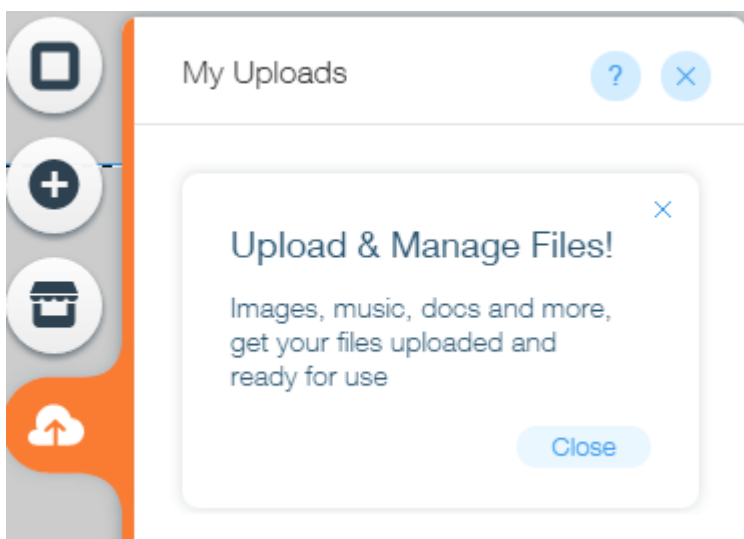 My Uploads
?
Upload & Manage Files!
Images, music, docs and more,
get your files uploaded and
ready for use
Close